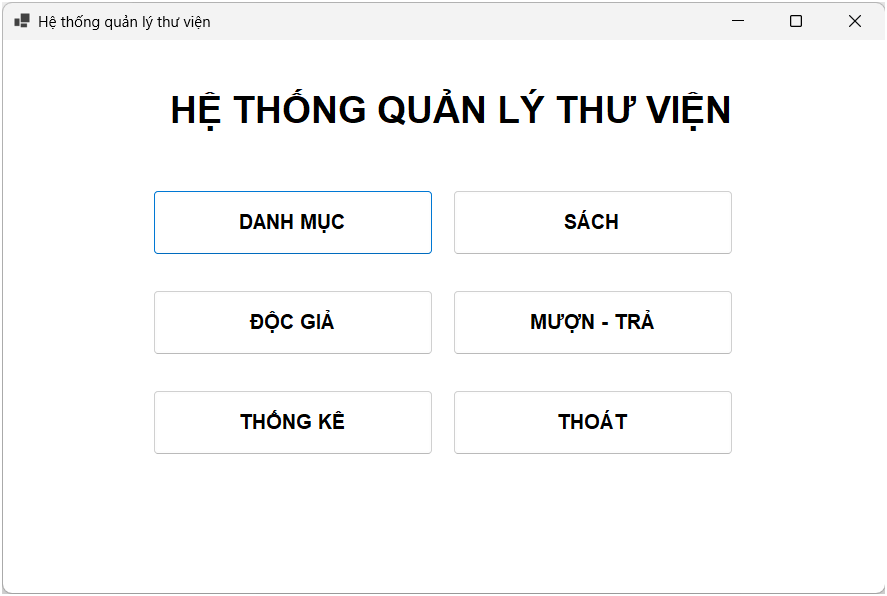 Hệ thống quản lý thư viện
HỆ THỐNG QUẢN LÝ THƯ VIỆN
DANH MỤC
SÁCH
ĐỘC GIẢ
MƯỢN - TRẢ
THỐNG KÊ
THOÁT